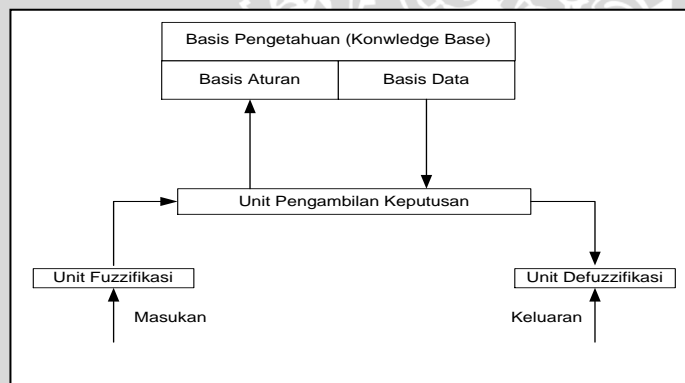 Basis Pengetahuan (Konwledge Base)
Basis Aturan
Basis Data
Unit Pengambilan Keputusan
Unit Fuzzifikasi
Unit Defuzzifikasi
Masukan
Keluaran